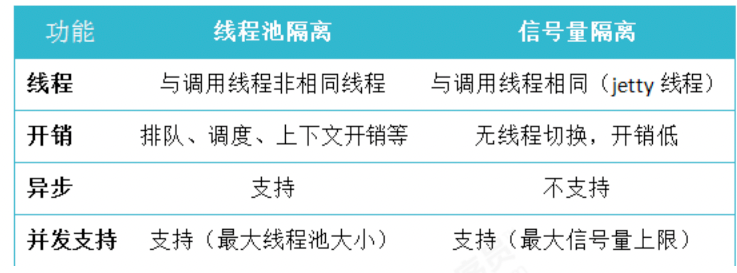 功能 线程池隔离 信号量隔离
线程 与调用线程非相同线程 与调用线程相同（jetty 线程）
开销 排队、调度、上下文开销等 无线程切换，开销低
异步 支持 不支持
并发支持 支持（最大线程池大小） 支持（最大信号量上限）